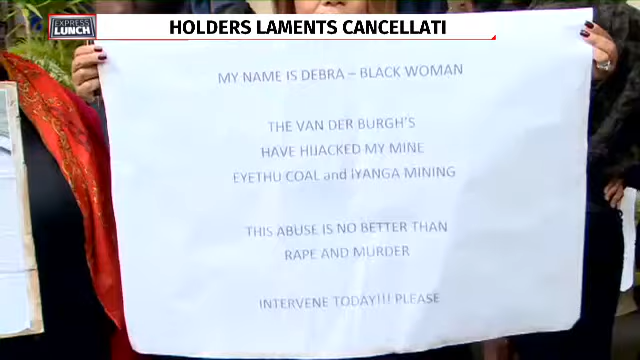 EXPRESS
LUNCH
HOLDERS LAMENTS CANCELLATI
MY NAME IS DEBRA – BLACK WOMAN
THE VAN DER BURGH'S
HAVE HIJACKED MY MINE
EYETHU COAL and IYANGA MINING
THIS ABUSE IS NO BETTER THAN
RAPE AND MURDER
INTERVENE TODAY!!! PLEASE